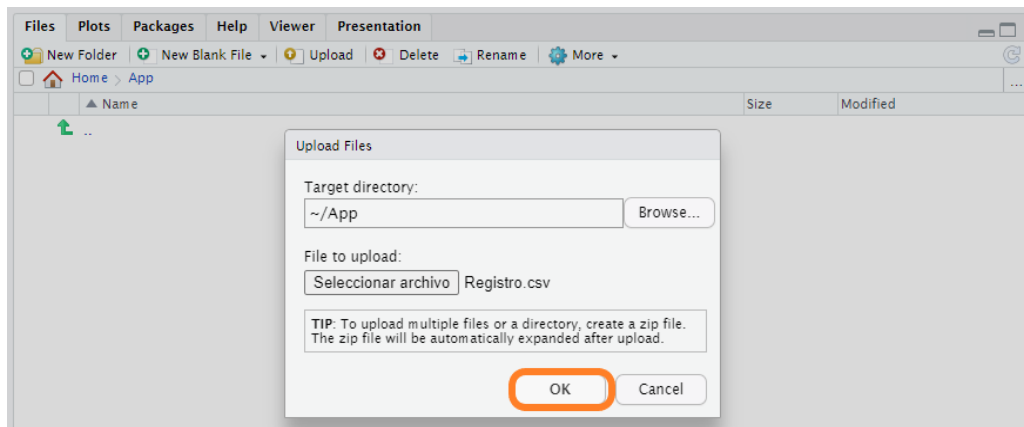 Files Plots Packages Help Viewer Presentation
New Folder New Blank File Upload Delete Rename More
Home > App ...
Name Size Modified
..
Upload Files
Target directory:
~/App Browse...
File to upload:
Seleccionar archivo Registro.csv
TIP: To upload multiple files or a directory, create a zip file.
The zip file will be automatically expanded after upload.
OK Cancel